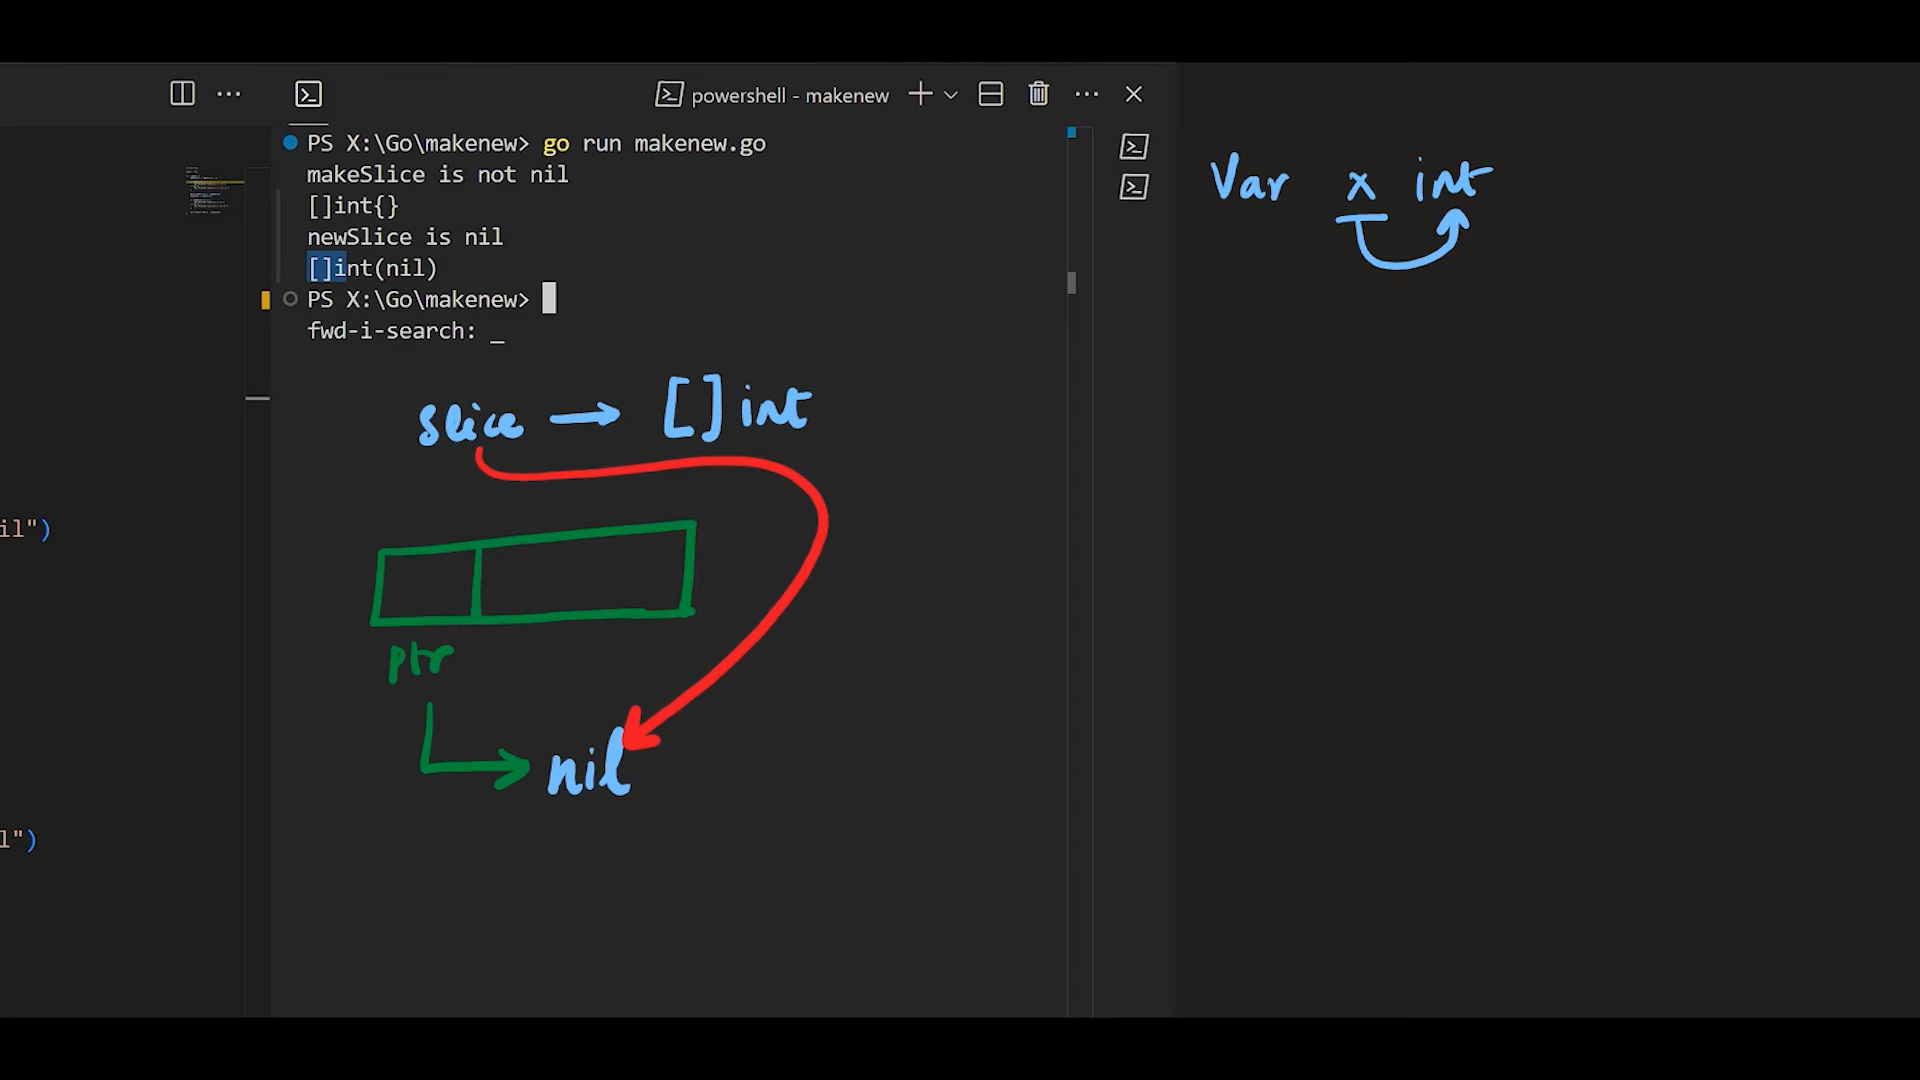 powershell - makenew
PS X:\Go\makenew> go run makenew.go
makeSlice is not nil
[]int{}
newSlice is nil
[]int(nil)
PS X:\Go\makenew>
fwd-i-search: _
il")
l")
slice → []int
ptr
nil
Var x int